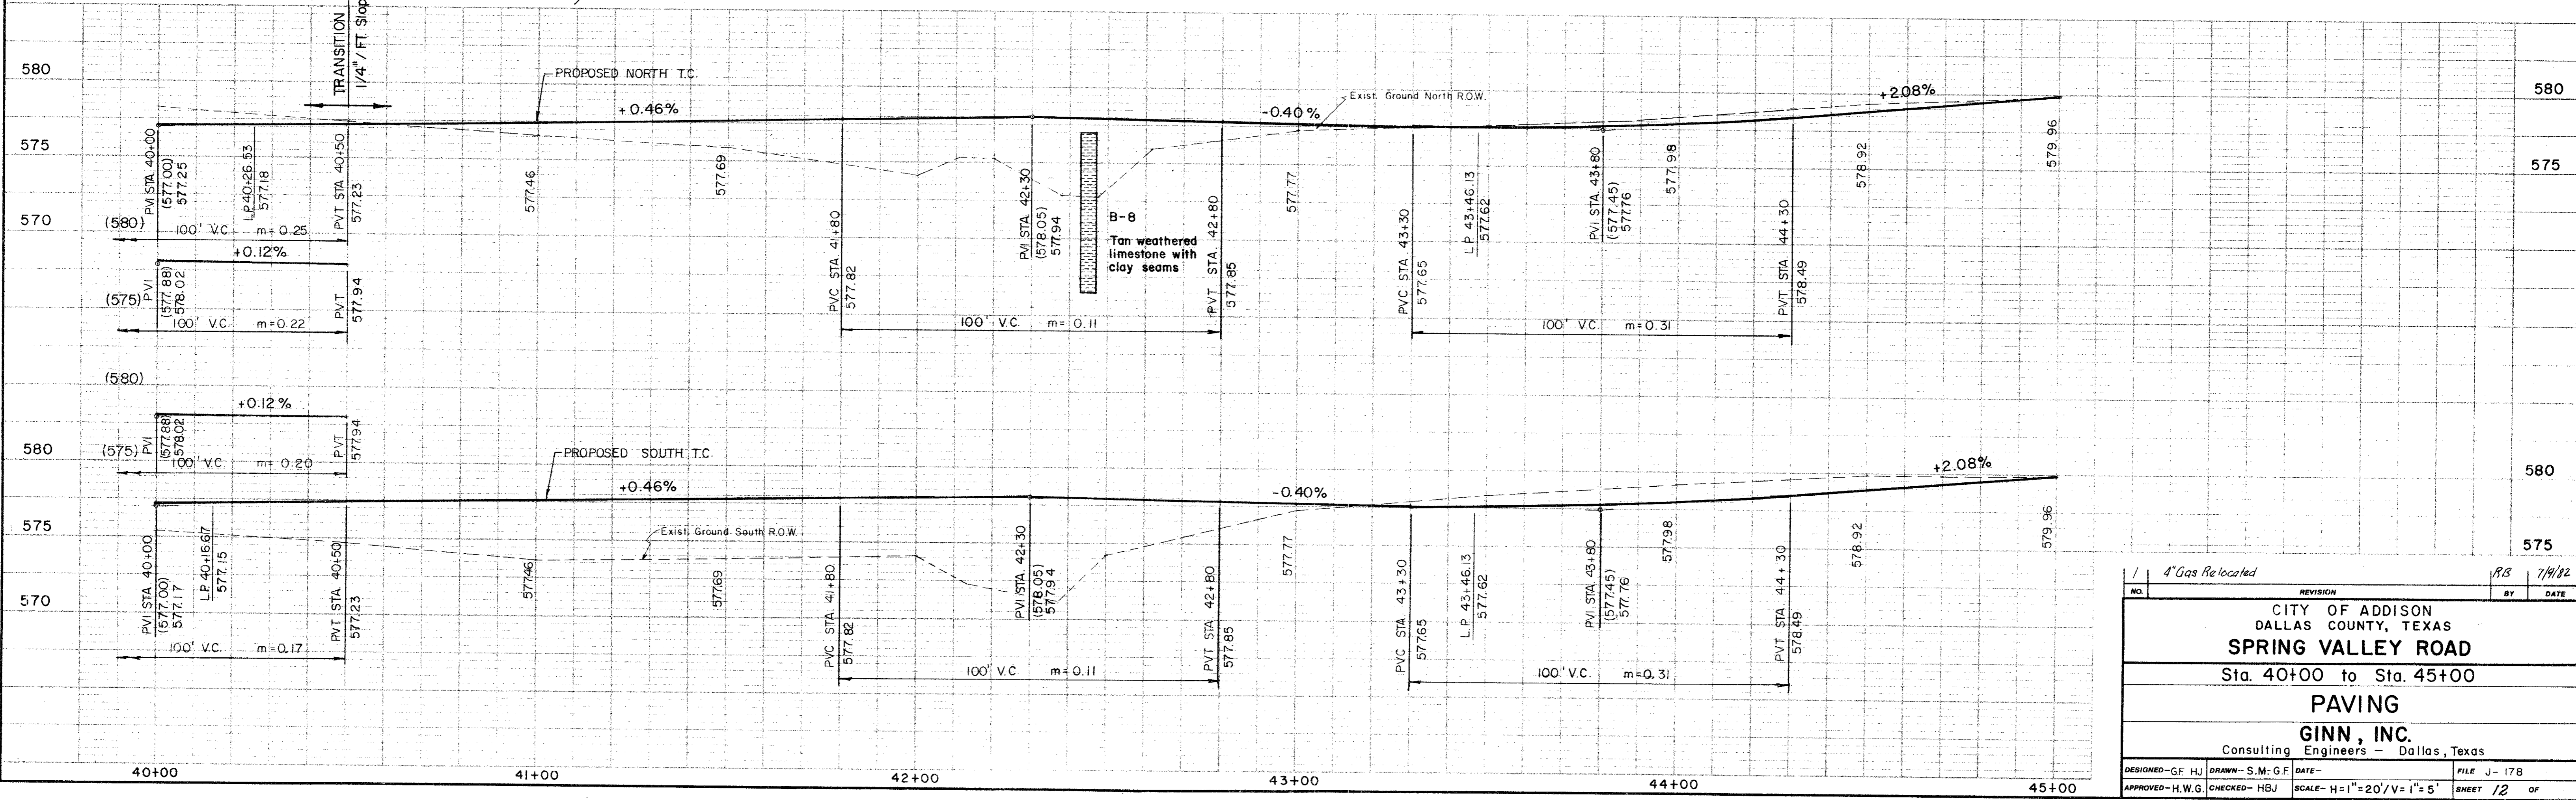 TRANSITION
1/4"/ FT. Slop
580
575
570
PROPOSED NORTH T.C.
+0.46%
-0.40%
Exist. Ground North R.O.W.
+2.08%
580
575
PVI STA. 40+00
(577.00)
577.25
L.P. 40+26.53
577.18
PVT STA. 40+50
577.23
577.46
577.69
PVC STA. 41+80
577.82
PVI STA. 42+30
(578.05)
577.94
B-8
Tan weathered
limestone with
clay seams
PVT STA. 42+80
577.85
577.77
PVC STA. 43+30
577.65
L.P. 43+46.13
577.62
PVI STA. 43+80
(577.45)
577.76
577.98
PVT STA. 44+30
578.49
578.92
579.96
(580)
100' V.C. m=0.25
+0.12%
(575)
PVI
(577.88)
578.02
PVT
577.94
100' V.C. m=0.22
100' V.C. m=0.11
100' V.C. m=0.31
(580)
+0.12%
(575)
PVI
(577.88)
578.02
PVT
577.94
100' V.C. m=0.20
580
575
570
PROPOSED SOUTH T.C.
+0.46%
-0.40%
+2.08%
580
575
Exist. Ground South R.O.W.
PVI STA. 40+00
(577.00)
577.17
L.P. 40+16.67
577.15
PVT STA. 40+50
577.23
577.46
577.69
PVC STA. 41+80
577.82
PVI STA. 42+30
(578.05)
577.94
PVT STA. 42+80
577.85
577.77
PVC STA. 43+30
577.65
L.P. 43+46.13
577.62
PVI STA. 43+80
(577.45)
577.76
577.98
PVT STA. 44+30
578.49
578.92
579.96
100' V.C. m=0.17
100' V.C. m=0.11
100' V.C. m=0.31
40+00 41+00 42+00 43+00 44+00 45+00
1 4" Gas Relocated RB 7/9/82
NO. REVISION BY DATE
CITY OF ADDISON
DALLAS COUNTY, TEXAS
SPRING VALLEY ROAD
Sta. 40+00 to Sta. 45+00
PAVING
GINN, INC.
Consulting Engineers — Dallas, Texas
DESIGNED-G.F. HJ DRAWN-S.M.-G.F. DATE- FILE J-178
APPROVED-H.W.G. CHECKED-HBJ SCALE-H=1"=20'/V=1"=5' SHEET 12 OF